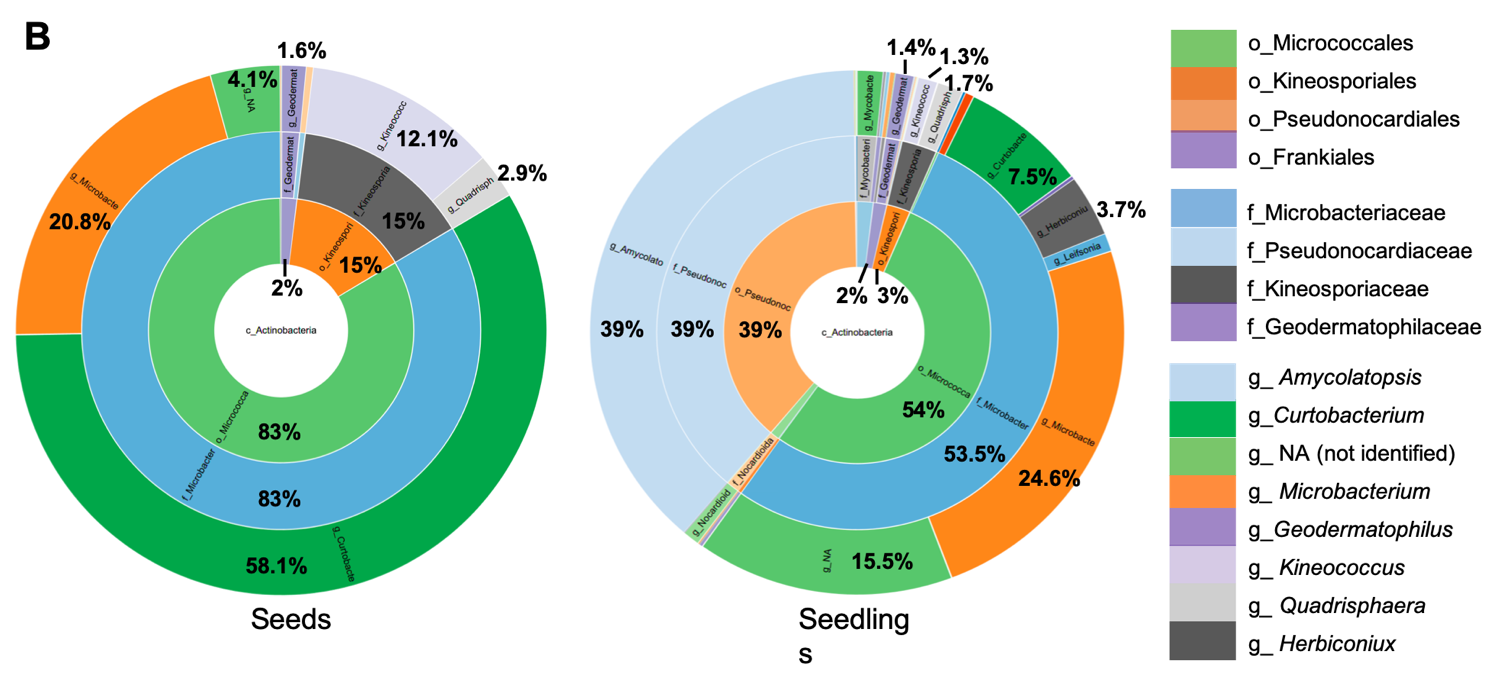 B
1.6%
4.1%
g_NA
g_Geodermat
g_Kineococc
12.1%
f_Geodermat
f_Kineosporia
15%
2.9%
g_Quadrisph
g_Microbacte
20.8%
o_Kineospori
15%
2%
c_Actinobacteria
o_Micrococca
83%
f_Microbacter
83%
g_Curtobacte
58.1%
Seeds
1.4%
1.3%
1.7%
g_Mycobacte
g_Geodermat
g_Kineococc
g_Quadrisph
f_Mycobacteri
f_Geodermat
f_Kineosporia
g_Curtobacte
7.5%
g_Herbiconiu
3.7%
g_Leifsonia
o_Kineospori
g_Amycolato
f_Pseudonoc
o_Pseudonoc
2%
3%
39%
39%
39%
c_Actinobacteria
o_Micrococca
54%
f_Microbacter
53.5%
g_Microbacte
24.6%
f_Nocardioida
g_Nocardioid
g_NA
15.5%
Seedling
s
o_Micrococcales
o_Kineosporiales
o_Pseudonocardiales
o_Frankiales
f_Microbacteriaceae
f_Pseudonocardiaceae
f_Kineosporiaceae
f_Geodermatophilaceae
g_ Amycolatopsis
g_Curtobacterium
g_ NA (not identified)
g_ Microbacterium
g_Geodermatophilus
g_ Kineococcus
g_ Quadrisphaera
g_ Herbiconiux